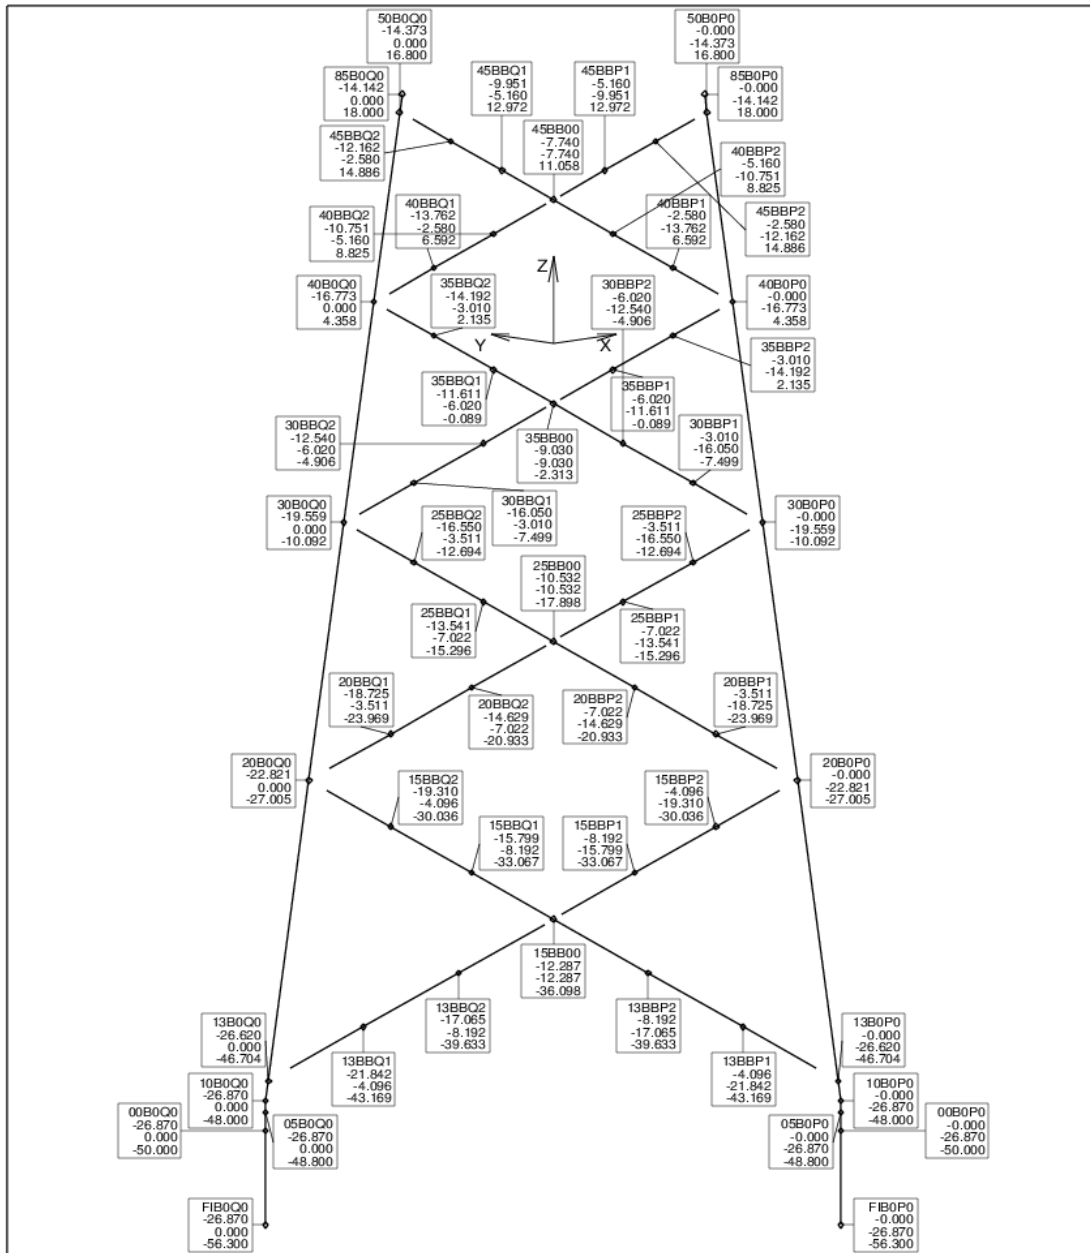 50B0Q0
-14.373
0.000
16.800
50B0P0
-0.000
-14.373
16.800
85B0Q0
-14.142
0.000
18.000
45BBQ1
-9.951
-5.160
12.972
45BBP1
-5.160
-9.951
12.972
85B0P0
-0.000
-14.142
18.000
45BBQ2
-12.162
-2.580
14.886
45BB00
-7.740
-7.740
11.058
40BBP2
-5.160
-10.751
8.825
40BBQ2
-10.751
-5.160
8.825
40BBQ1
-13.762
-2.580
6.592
40BBP1
-2.580
-13.762
6.592
45BBP2
-2.580
-12.162
14.886
40B0Q0
-16.773
0.000
4.358
35BBQ2
-14.192
-3.010
2.135
Z
30BBP2
-6.020
-12.540
-4.906
40B0P0
-0.000
-16.773
4.358
Y
X
35BBP2
-3.010
-14.192
2.135
35BBQ1
-11.611
-6.020
-0.089
35BBP1
-6.020
-11.611
-0.089
30BBQ2
-12.540
-6.020
-4.906
35BB00
-9.030
-9.030
-2.313
30BBP1
-3.010
-16.050
-7.499
30B0Q0
-19.559
0.000
-10.092
30BBQ1
-16.050
-3.010
-7.499
30B0P0
-0.000
-19.559
-10.092
25BBQ2
-16.550
-3.511
-12.694
25BBP2
-3.511
-16.550
-12.694
25BB00
-10.532
-10.532
-17.898
25BBQ1
-13.541
-7.022
-15.296
25BBP1
-7.022
-13.541
-15.296
20BBQ1
-18.725
-3.511
-23.969
20BBQ2
-14.629
-7.022
-20.933
20BBP2
-7.022
-14.629
-20.933
20BBP1
-3.511
-18.725
-23.969
20B0Q0
-22.821
0.000
-27.005
20B0P0
-0.000
-22.821
-27.005
15BBQ2
-19.310
-4.096
-30.036
15BBP2
-4.096
-19.310
-30.036
15BBQ1
-15.799
-8.192
-33.067
15BBP1
-8.192
-15.799
-33.067
15BB00
-12.287
-12.287
-36.098
13BBQ2
-17.065
-8.192
-39.633
13BBP2
-8.192
-17.065
-39.633
13B0Q0
-26.620
0.000
-46.704
13B0P0
-0.000
-26.620
-46.704
13BBQ1
-21.842
-4.096
-43.169
13BBP1
-4.096
-21.842
-43.169
10B0Q0
-26.870
0.000
-48.000
10B0P0
-0.000
-26.870
-48.000
00B0Q0
-26.870
0.000
-50.000
05B0Q0
-26.870
0.000
-48.800
05B0P0
-0.000
-26.870
-48.800
00B0P0
-0.000
-26.870
-50.000
FIB0Q0
-26.870
0.000
-56.300
FIB0P0
-0.000
-26.870
-56.300